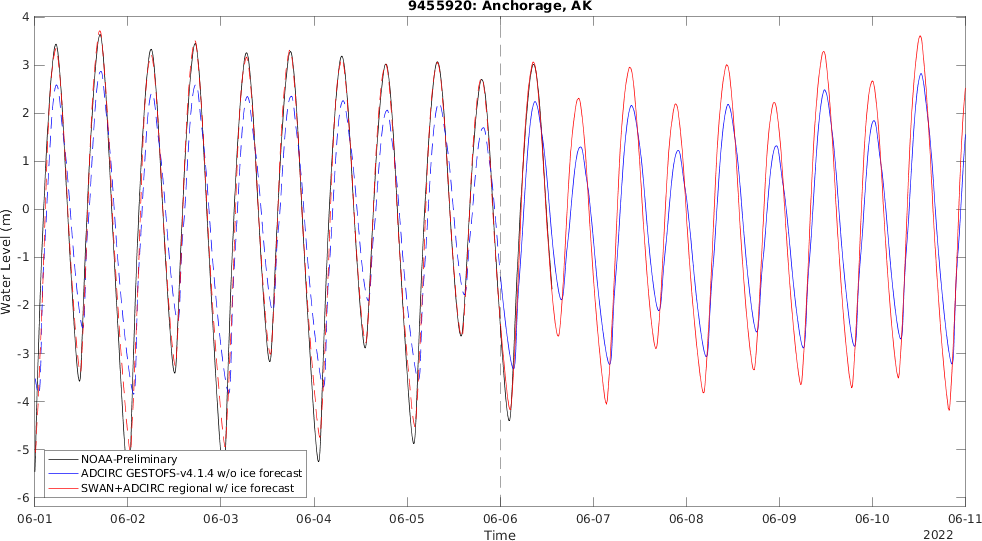 9455920: Anchorage, AK
Water Level (m)
4
3
2
1
0
-1
-2
-3
-4
-5
-6
NOAA-Preliminary
ADCIRC GESTOFS-v4.1.4 w/o ice forecast
SWAN+ADCIRC regional w/ ice forecast
06-01 06-02 06-03 06-04 06-05 06-06 06-07 06-08 06-09 06-10 06-11
Time
2022